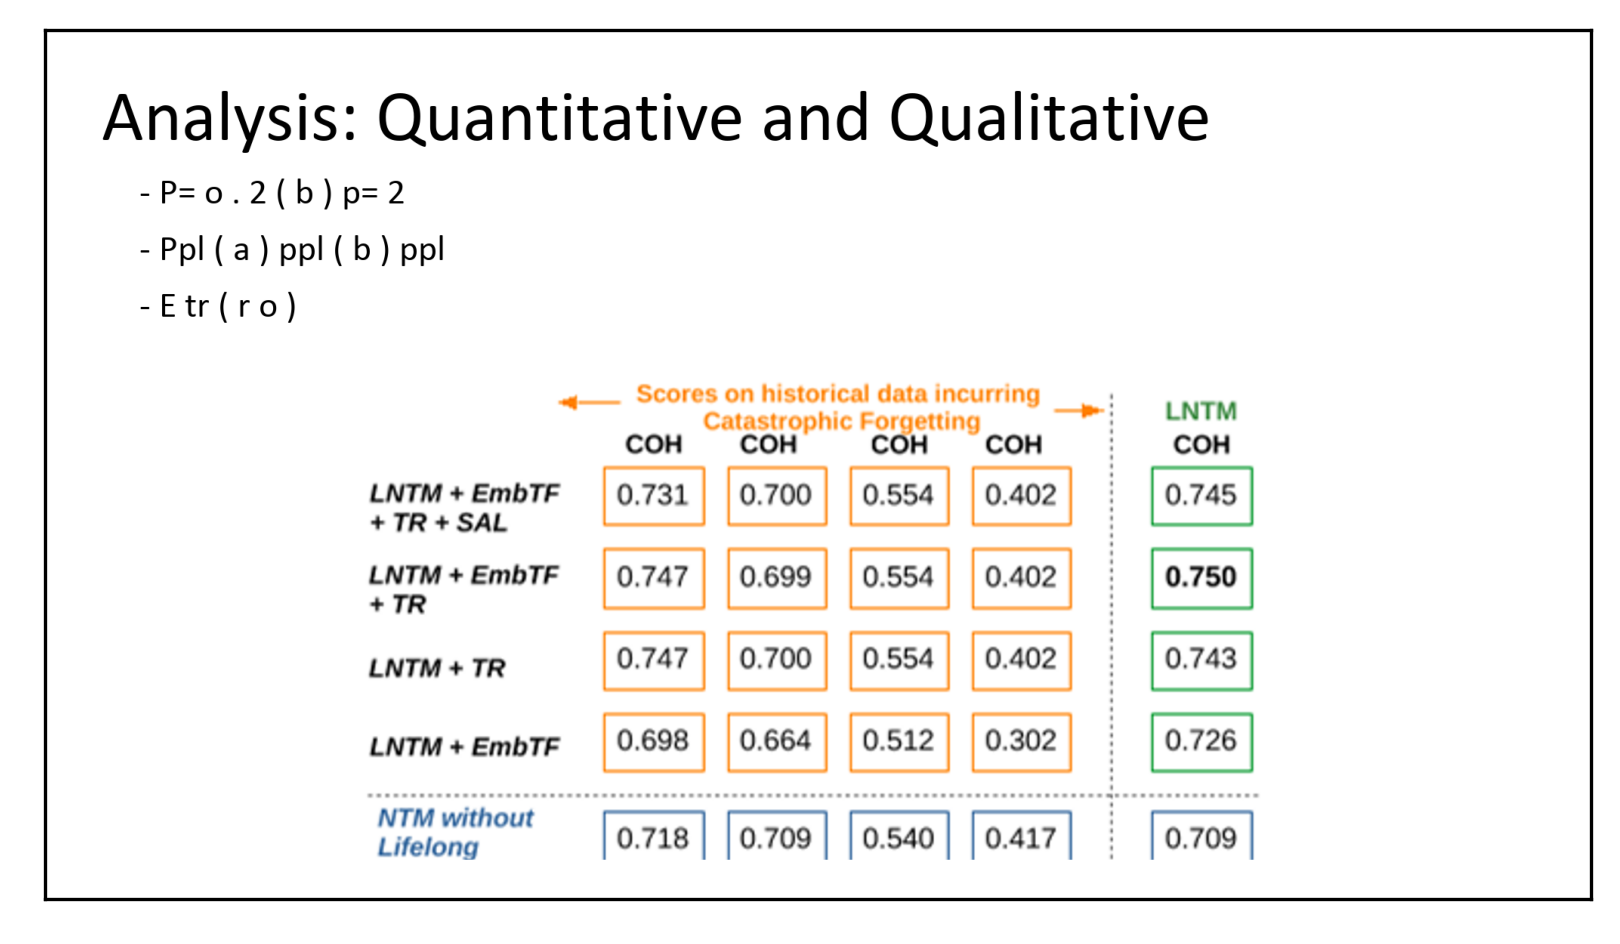 Analysis: Quantitative and Qualitative
- P= o . 2 ( b ) p= 2
- Ppl ( a ) ppl ( b ) ppl
- E tr ( r o )
Scores on historical data incurring
Catastrophic Forgetting
LNTM
COH COH COH COH COH
LNTM + EmbTF
+ TR + SAL
0.731 0.700 0.554 0.402 0.745
LNTM + EmbTF
+ TR
0.747 0.699 0.554 0.402 0.750
LNTM + TR
0.747 0.700 0.554 0.402 0.743
LNTM + EmbTF
0.698 0.664 0.512 0.302 0.726
NTM without
Lifelong
0.718 0.709 0.540 0.417 0.709